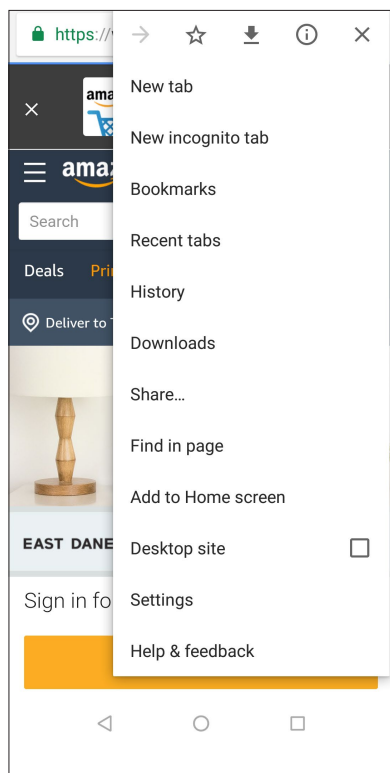 https://
New tab
ama
New incognito tab
Bookmarks
Search
Recent tabs
Deals
History
Deliver to
Downloads
Share...
Find in page
Add to Home screen
EAST DANE
Desktop site
Sign in fo
Settings
Help & feedback